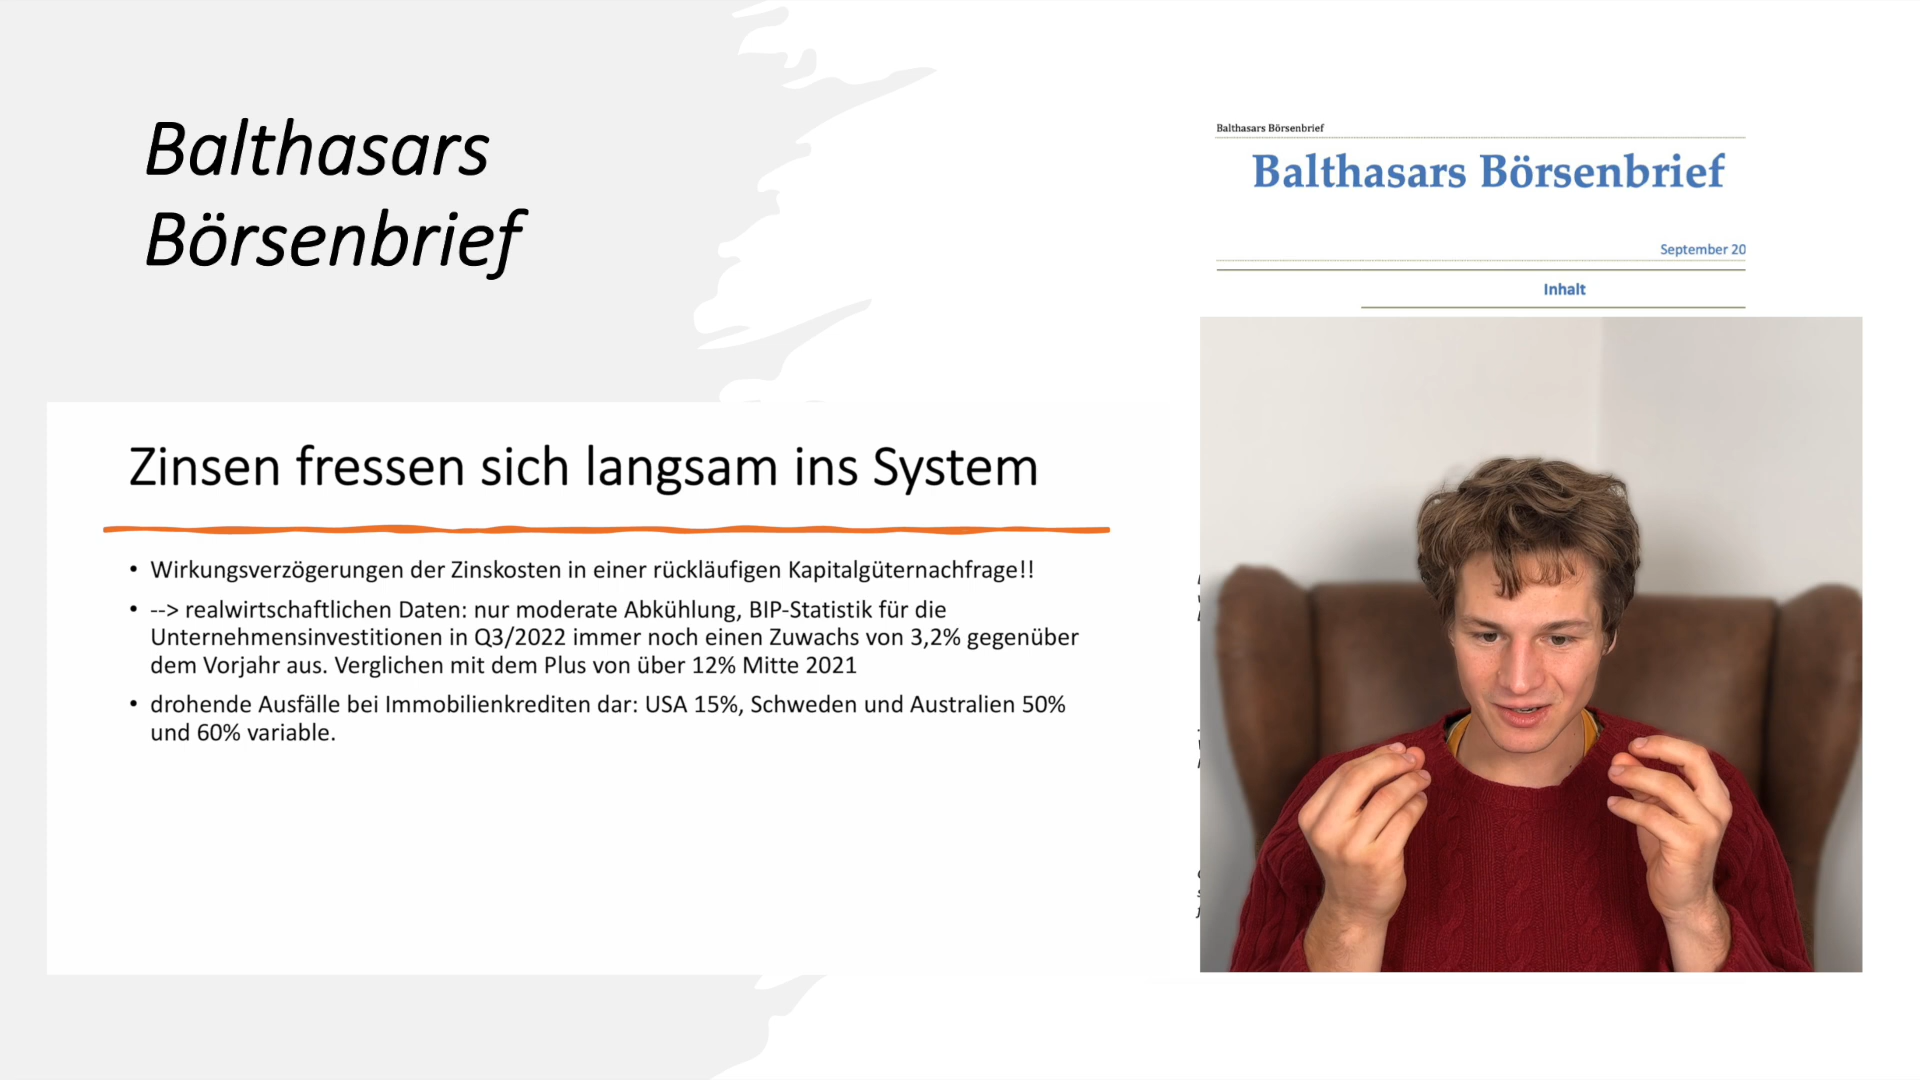 Balthasars
Börsenbrief
Balthasars Börsenbrief
Balthasars Börsenbrief
September 20
Inhalt
Zinsen fressen sich langsam ins System
• Wirkungsverzögerungen der Zinskosten in einer rückläufigen Kapitalgüternachfrage!!
• --> realwirtschaftlichen Daten: nur moderate Abkühlung, BIP-Statistik für die
Unternehmensinvestitionen in Q3/2022 immer noch einen Zuwachs von 3,2% gegenüber
dem Vorjahr aus. Verglichen mit dem Plus von über 12% Mitte 2021
• drohende Ausfälle bei Immobilienkrediten dar: USA 15%, Schweden und Australien 50%
und 60% variable.